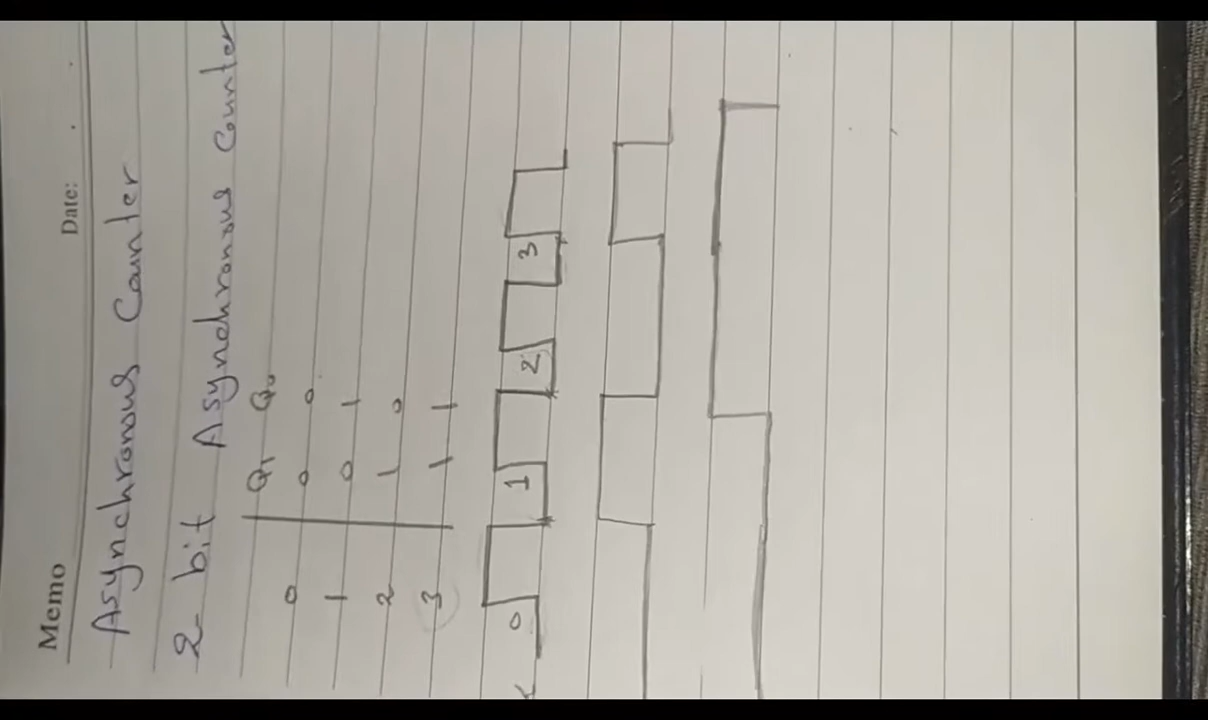 Memo
Date:
Asynchronous Counter
2-bit Asynchronous Counter
Q1 Q0
0 0 0
1 0 1
2 1 0
3 1 1
0 1 2 3